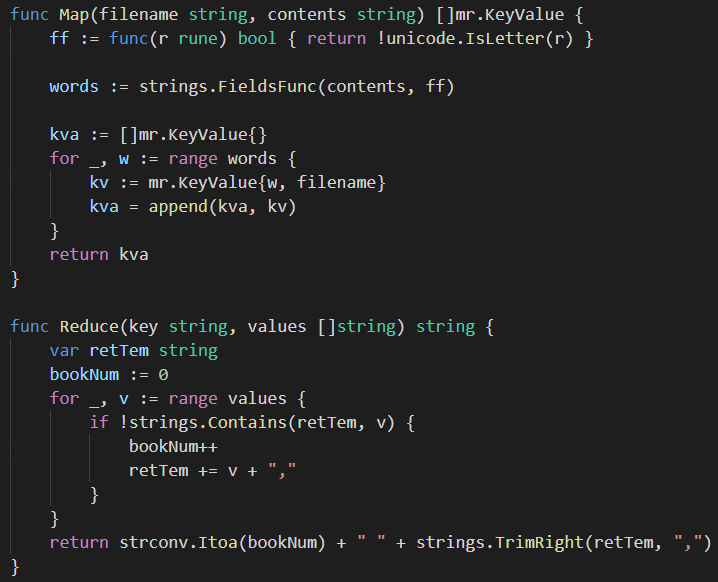 func Map(filename string, contents string) []mr.KeyValue {
    ff := func(r rune) bool { return !unicode.IsLetter(r) }

    words := strings.FieldsFunc(contents, ff)

    kva := []mr.KeyValue{}
    for _, w := range words {
        kv := mr.KeyValue{w, filename}
        kva = append(kva, kv)
    }
    return kva
}

func Reduce(key string, values []string) string {
    var retTem string
    bookNum := 0
    for _, v := range values {
        if !strings.Contains(retTem, v) {
            bookNum++
            retTem += v + ","
        }
    }
    return strconv.Itoa(bookNum) + " " + strings.TrimRight(retTem, ",")
}